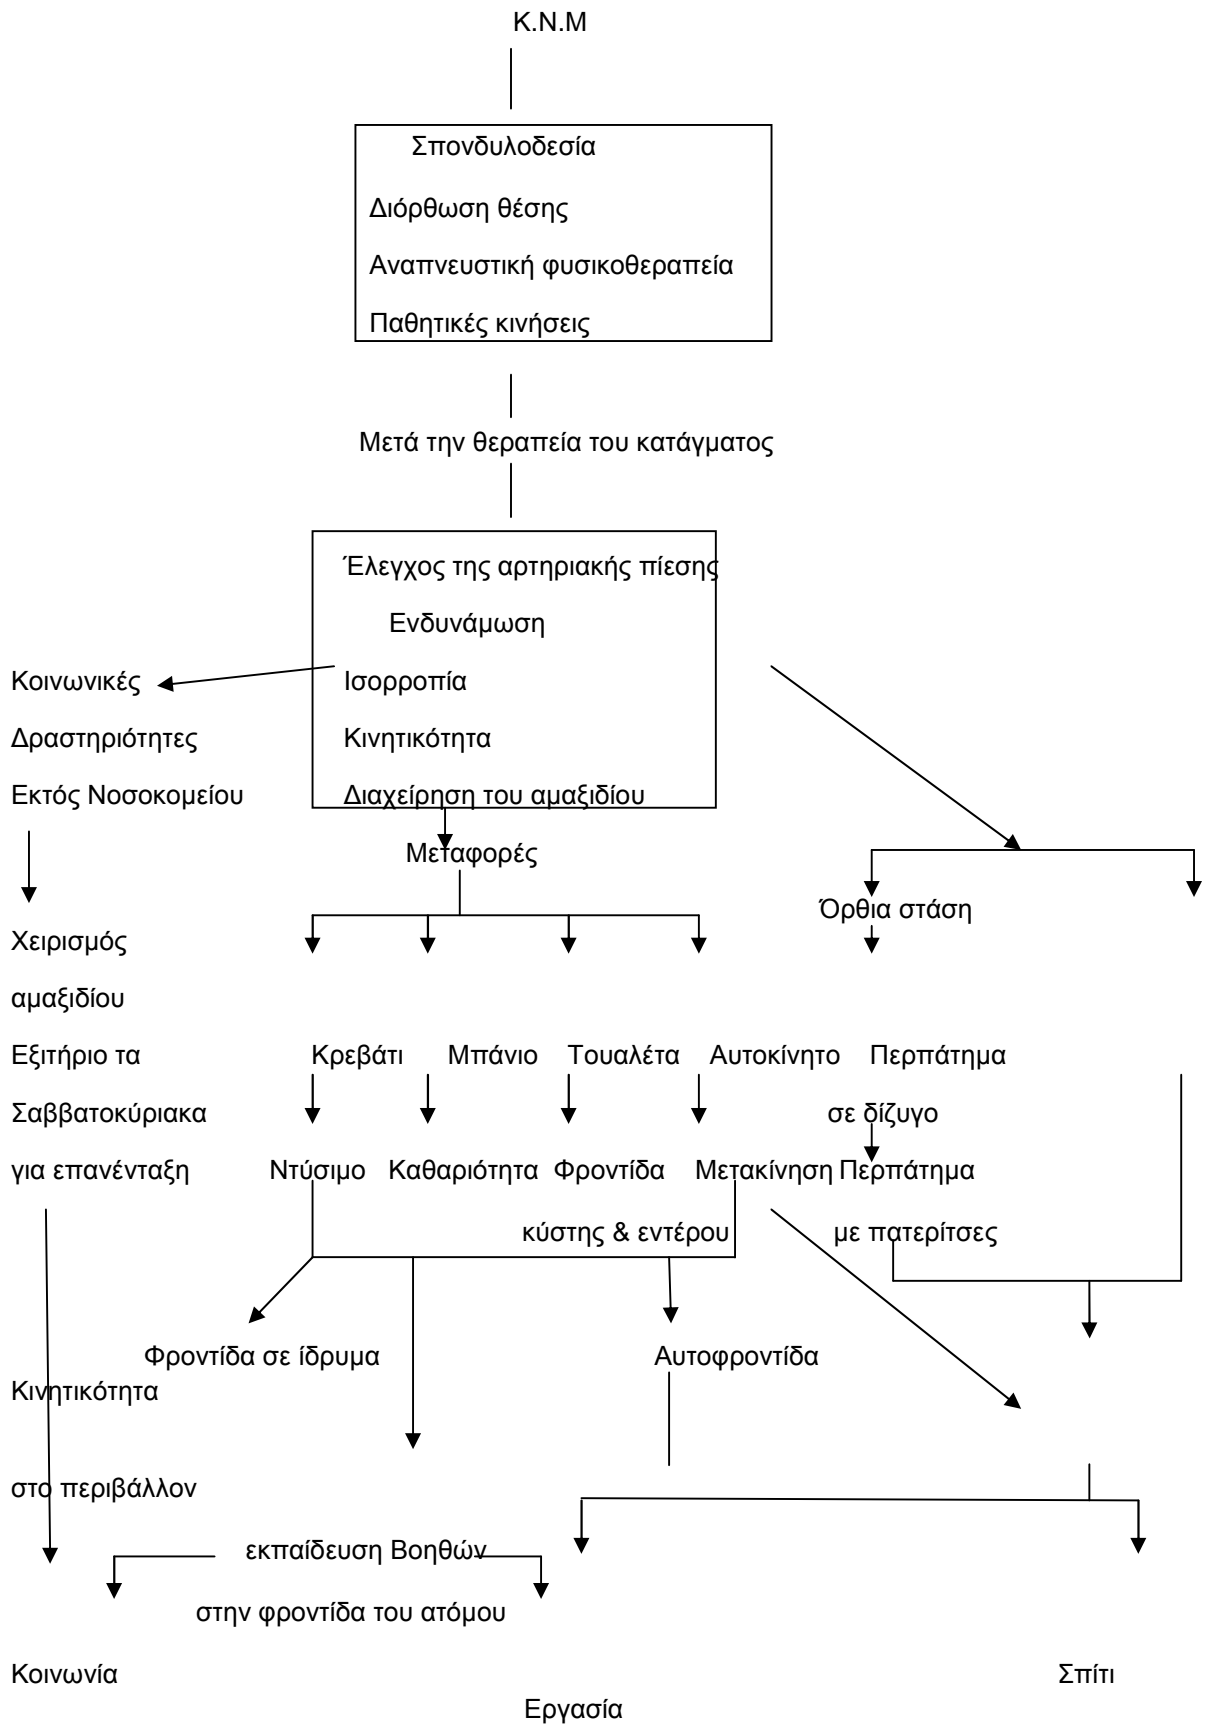 Κ.Ν.Μ
Σπονδυλοδεσία
Διόρθωση θέσης
Αναπνευστική φυσικοθεραπεία
Παθητικές κινήσεις
Μετά την θεραπεία του κατάγματος
Έλεγχος της αρτηριακής πίεσης
Ενδυνάμωση
Κοινωνικές Ισορροπία
Δραστηριότητες Κινητικότητα
Εκτός Νοσοκομείου Διαχείρηση του αμαξιδίου
Μεταφορές
Όρθια στάση
Χειρισμός
αμαξιδίου
Εξιτήριο τα Κρεβάτι Μπάνιο Τουαλέτα Αυτοκίνητο Περπάτημα
Σαββατοκύριακα σε δίζυγο
για επανένταξη Ντύσιμο Καθαριότητα Φροντίδα Μετακίνηση Περπάτημα
κύστης & εντέρου με πατερίτσες
Φροντίδα σε ίδρυμα Αυτοφροντίδα
Κινητικότητα
στο περιβάλλον
εκπαίδευση Βοηθών
στην φροντίδα του ατόμου
Κοινωνία Σπίτι
Εργασία